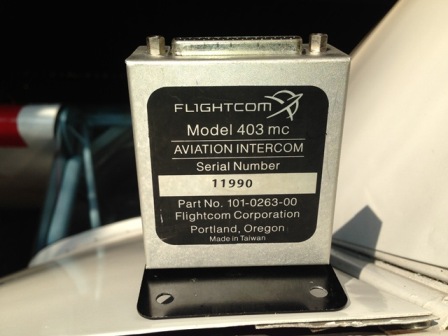 FLIGHTCOM
Model 403 mc
AVIATION INTERCOM
Serial Number
11990
Part No. 101-0263-00
Flightcom Corporation
Portland, Oregon
Made in Taiwan